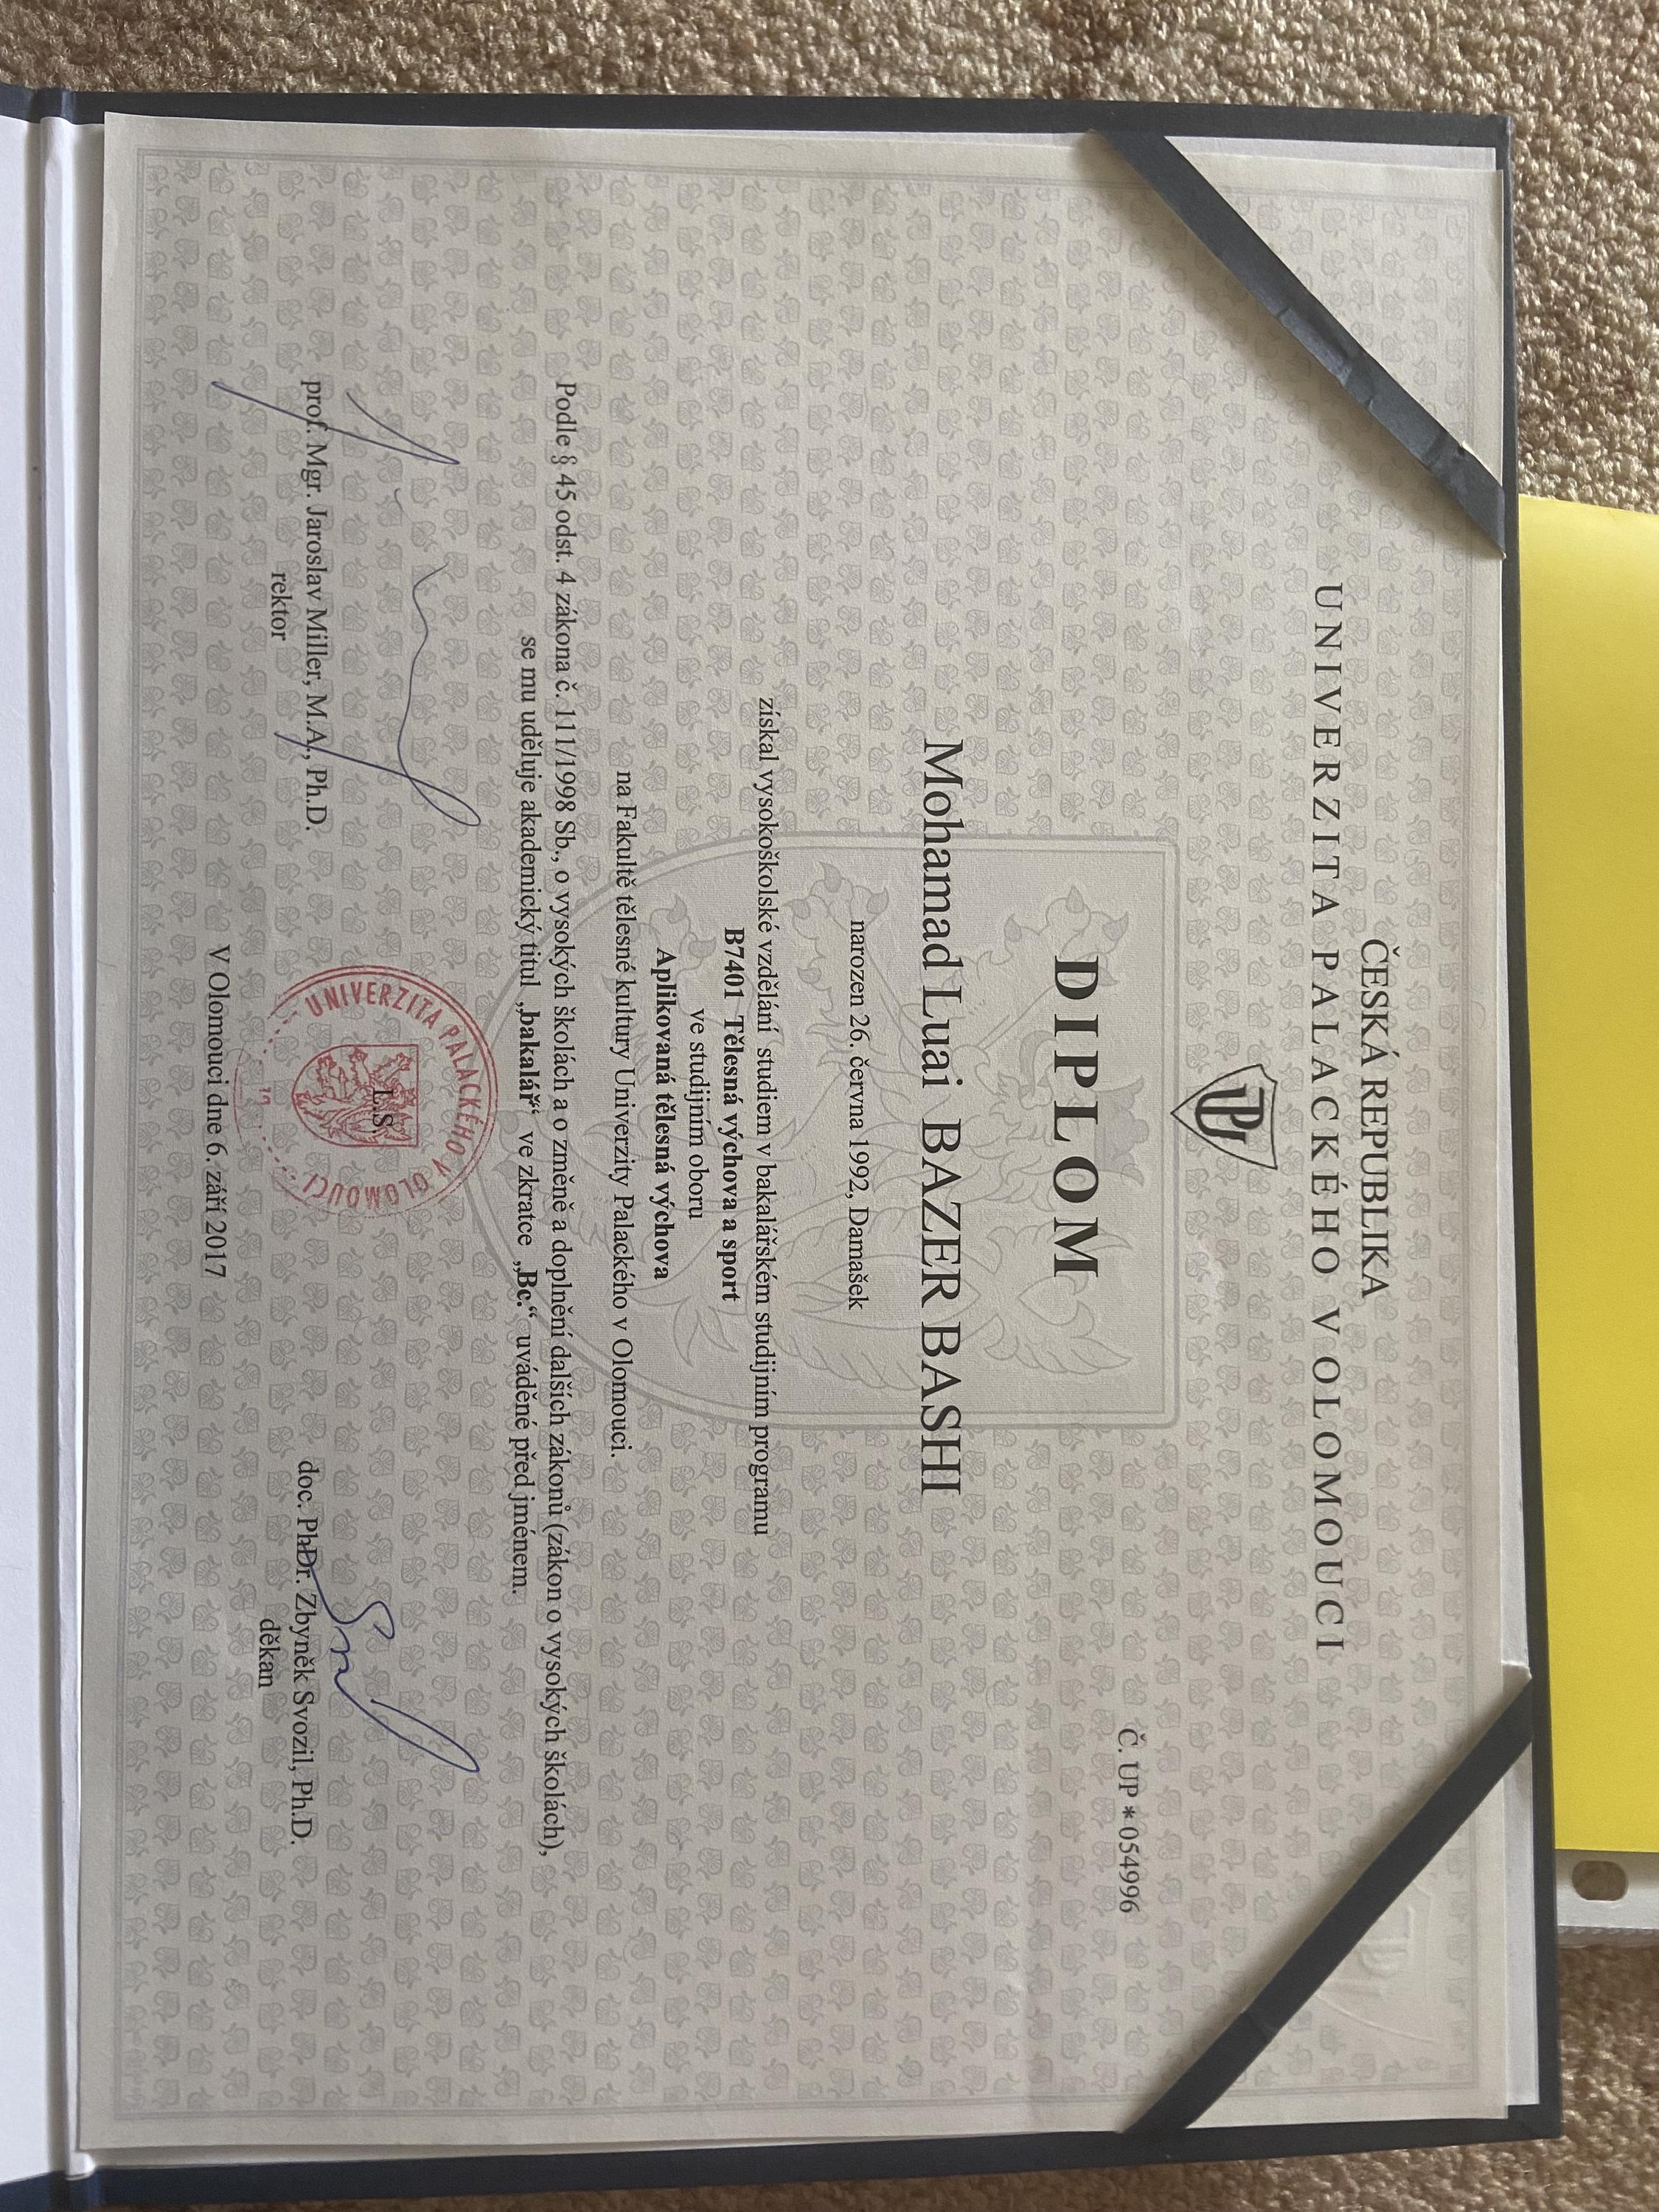 ČESKÁ REPUBLIKA
UNIVERZITA PALACKÉHO V OLOMOUCI
UP
Č. UP * 054996
DIPLOM
Mohamad Luai BAZER BASHI
narozen 26. června 1992, Damašek
získal vysokoškolské vzdělání studiem v bakalářském studijním programu
B7401 Tělesná výchova a sport
ve studijním oboru
Aplikovaná tělesná výchova
na Fakultě tělesné kultury Univerzity Palackého v Olomouci.
Podle § 45 odst. 4 zákona č. 111/1998 Sb., o vysokých školách a o změně a doplnění dalších zákonů (zákon o vysokých školách),
se mu uděluje akademický titul „bakalář“ ve zkratce „Bc.“ uváděné před jménem.
UNIVERZITA PALACKÉHO V OLOMOUCI
L.S.
prof. Mgr. Jaroslav Miller, M.A., Ph.D.
rektor
doc. PhDr. Zbyněk Svozil, Ph.D.
děkan
V Olomouci dne 6. září 2017